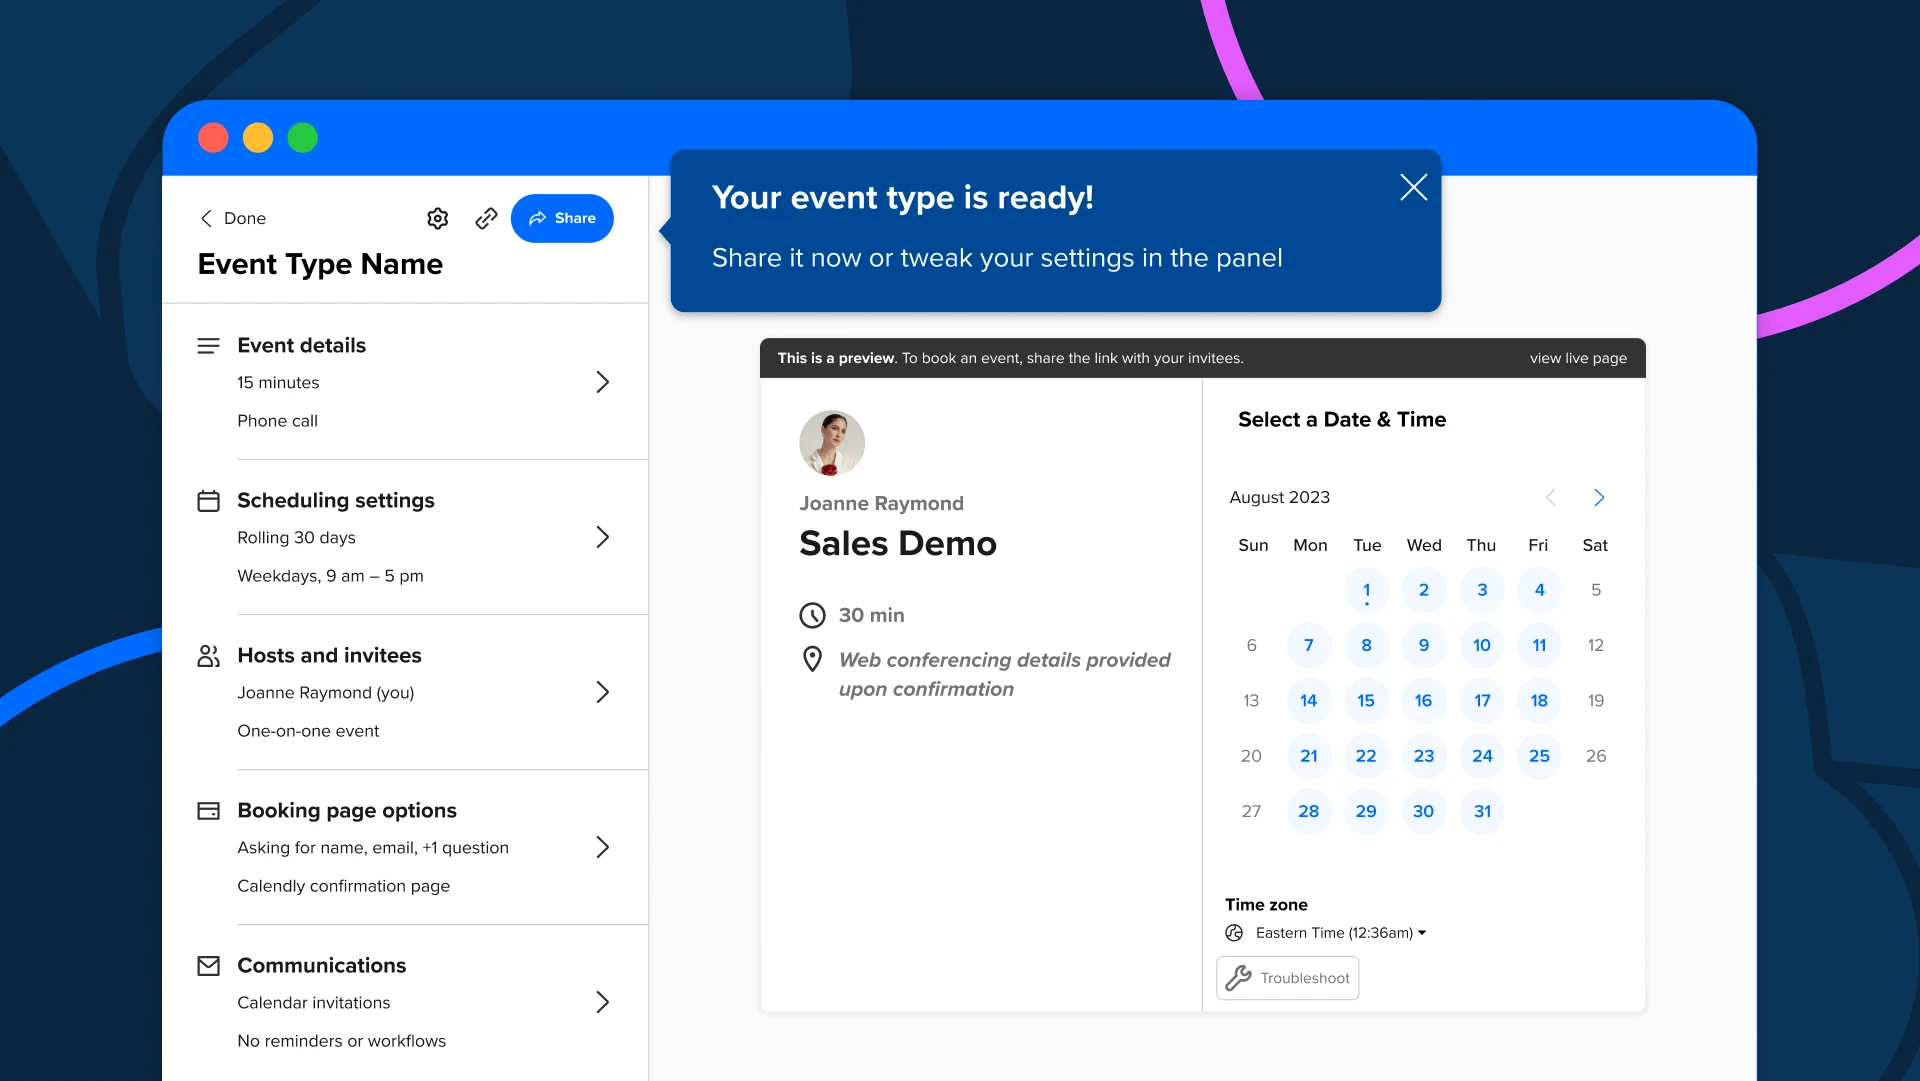 Done
Share
Event Type Name
Event details
15 minutes
Phone call
Scheduling settings
Rolling 30 days
Weekdays, 9 am – 5 pm
Hosts and invitees
Joanne Raymond (you)
One-on-one event
Booking page options
Asking for name, email, +1 question
Calendly confirmation page
Communications
Calendar invitations
No reminders or workflows
Your event type is ready!
Share it now or tweak your settings in the panel
This is a preview. To book an event, share the link with your invitees.
view live page
Joanne Raymond
Sales Demo
30 min
Web conferencing details provided
upon confirmation
Select a Date & Time
August 2023
Sun Mon Tue Wed Thu Fri Sat
1 2 3 4 5
6 7 8 9 10 11 12
13 14 15 16 17 18 19
20 21 22 23 24 25 26
27 28 29 30 31
Time zone
Eastern Time (12:36am)
Troubleshoot